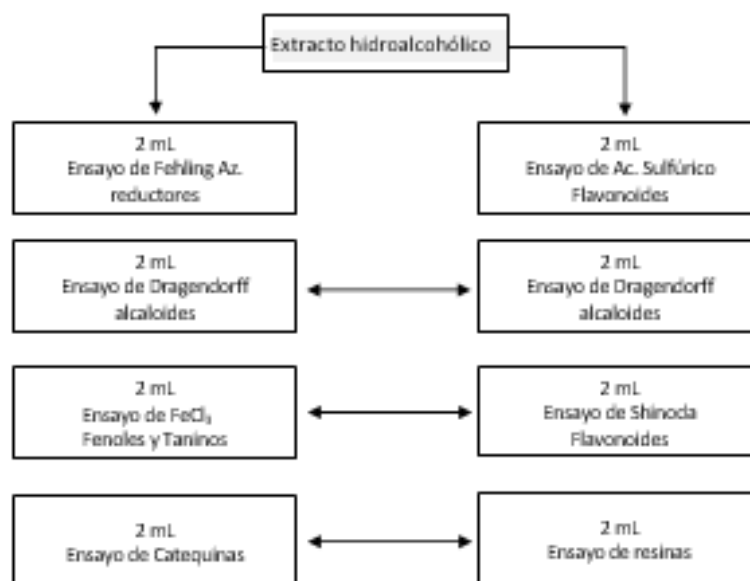 Extracto hidroalcohólico
2 mL
Ensayo de Fehling Az.
reductores
2 mL
Ensayo de Ac. Sulfúrico
Flavonoides
2 mL
Ensayo de Dragendorff
alcaloides
2 mL
Ensayo de Dragendorff
alcaloides
2 mL
Ensayo de FeCl₃
Fenoles y Taninos
2 mL
Ensayo de Shinoda
Flavonoides
2 mL
Ensayo de Catequinas
2 mL
Ensayo de resinas